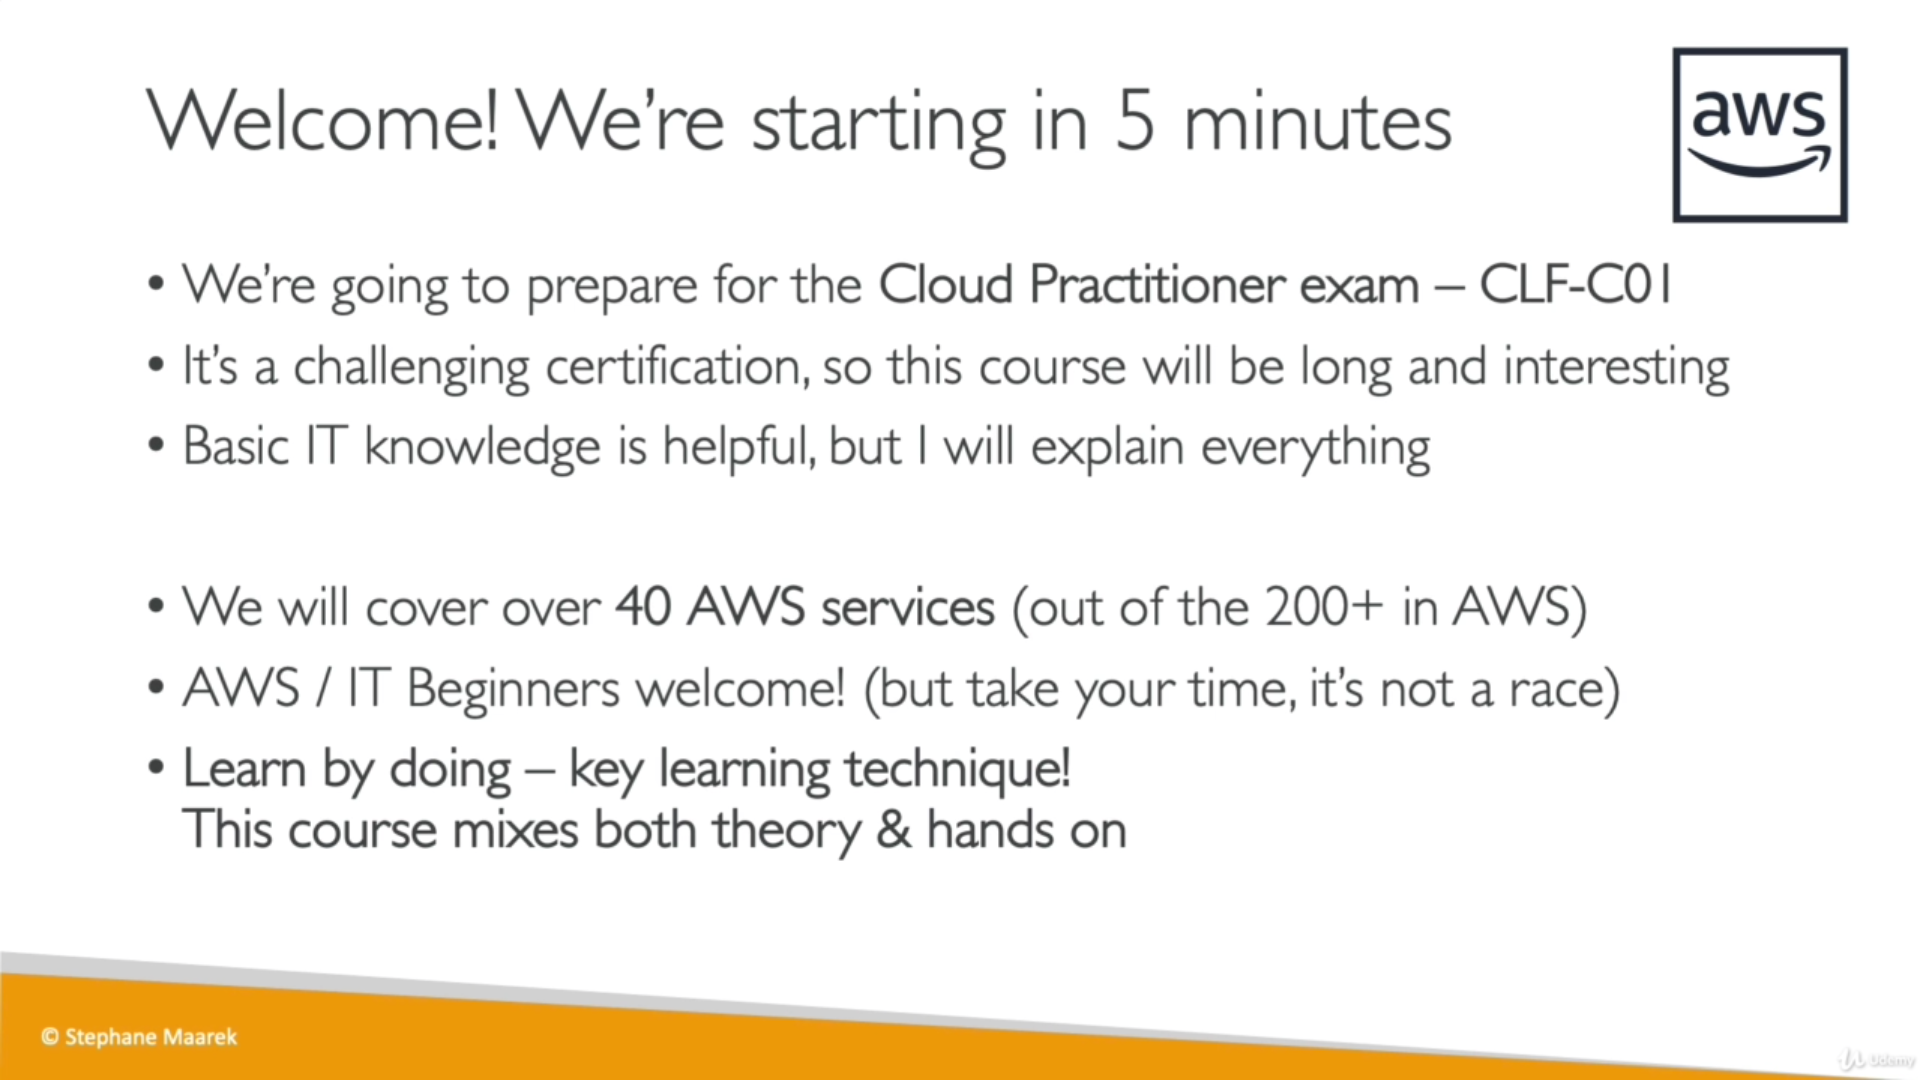 Welcome! We're starting in 5 minutes
aws
• We're going to prepare for the Cloud Practitioner exam – CLF-C01
• It's a challenging certification, so this course will be long and interesting
• Basic IT knowledge is helpful, but I will explain everything
• We will cover over 40 AWS services (out of the 200+ in AWS)
• AWS / IT Beginners welcome! (but take your time, it's not a race)
• Learn by doing – key learning technique!
This course mixes both theory & hands on
© Stephane Maarek
Udemy